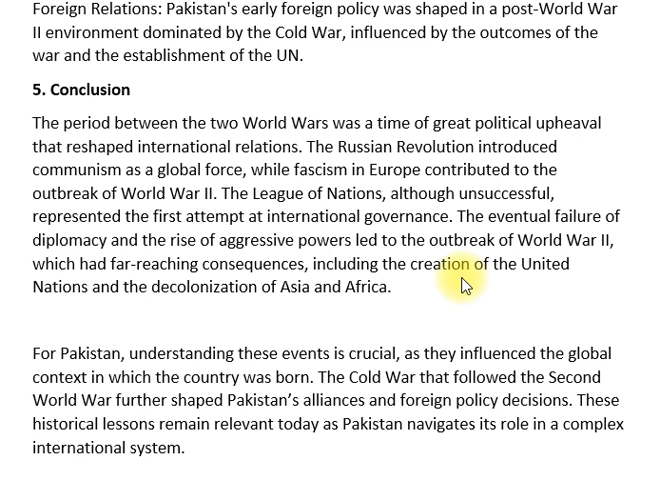 Foreign Relations: Pakistan's early foreign policy was shaped in a post-World War
II environment dominated by the Cold War, influenced by the outcomes of the
war and the establishment of the UN.
5. Conclusion
The period between the two World Wars was a time of great political upheaval
that reshaped international relations. The Russian Revolution introduced
communism as a global force, while fascism in Europe contributed to the
outbreak of World War II. The League of Nations, although unsuccessful,
represented the first attempt at international governance. The eventual failure of
diplomacy and the rise of aggressive powers led to the outbreak of World War II,
which had far-reaching consequences, including the creation of the United
Nations and the decolonization of Asia and Africa.
For Pakistan, understanding these events is crucial, as they influenced the global
context in which the country was born. The Cold War that followed the Second
World War further shaped Pakistan’s alliances and foreign policy decisions. These
historical lessons remain relevant today as Pakistan navigates its role in a complex
international system.